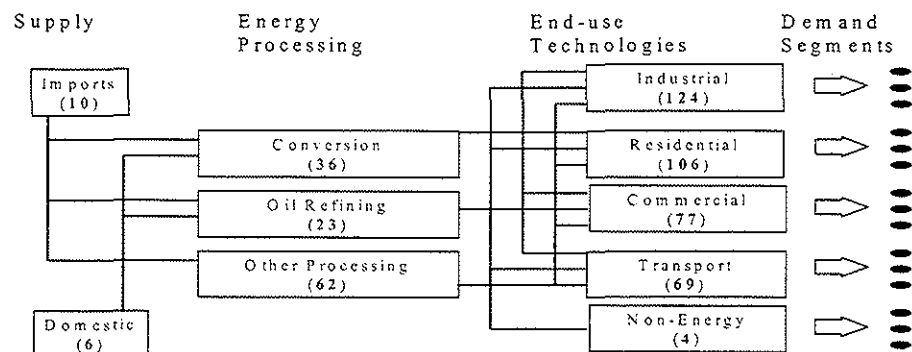 Supply
Energy
Processing
End-use
Technologies
Demand
Segments
Imports
(10)
Industrial
(124)
Conversion
(36)
Residential
(106)
Oil Refining
(23)
Commercial
(77)
Other Processing
(62)
Transport
(69)
Domestic
(6)
Non-Energy
(4)